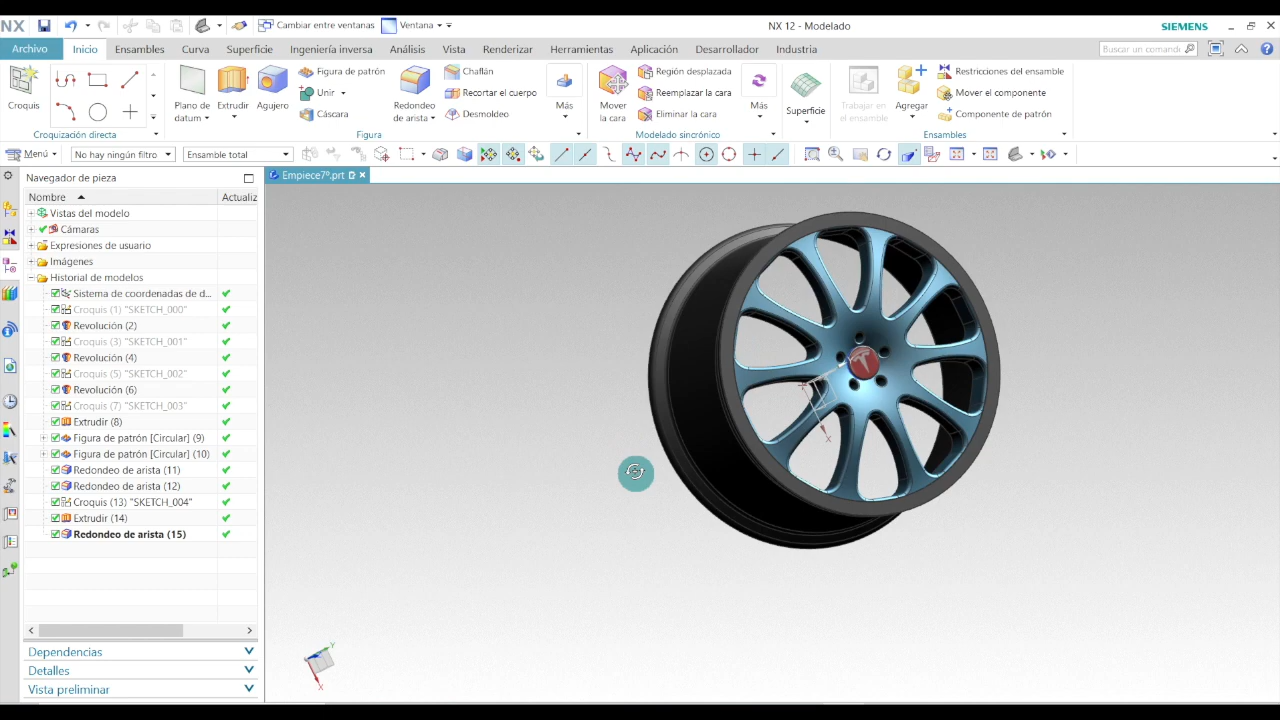 NX
Cambiar entre ventanas
Ventana
NX 12 - Modelado
SIEMENS
Archivo
Inicio
Ensambles
Curva
Superficie
Ingeniería inversa
Análisis
Vista
Renderizar
Herramientas
Aplicación
Desarrollador
Industria
Buscar un comando
Croquis
Croquización directa
Plano de datum
Extrudir
Agujero
Figura de patrón
Unir
Cáscara
Redondeo de arista
Chaflán
Recortar el cuerpo
Desmoldeo
Más
Figura
Mover la cara
Región desplazada
Reemplazar la cara
Eliminar la cara
Más
Modelado sincrónico
Superficie
Trabajar en el ensamble
Agregar
Restricciones del ensamble
Mover el componente
Componente de patrón
Ensambles
Menú
No hay ningún filtro
Ensamble total
Navegador de pieza
Empiece7º.prt
Nombre
Actualiz
Vistas del modelo
Cámaras
Expresiones de usuario
Imágenes
Historial de modelos
Sistema de coordenadas de d...
Croquis (1) "SKETCH_000"
Revolución (2)
Croquis (3) "SKETCH_001"
Revolución (4)
Croquis (5) "SKETCH_002"
Revolución (6)
Croquis (7) "SKETCH_003"
Extrudir (8)
Figura de patrón [Circular] (9)
Figura de patrón [Circular] (10)
Redondeo de arista (11)
Redondeo de arista (12)
Croquis (13) "SKETCH_004"
Extrudir (14)
Redondeo de arista (15)
Dependencias
Detalles
Vista preliminar
X
Y
X